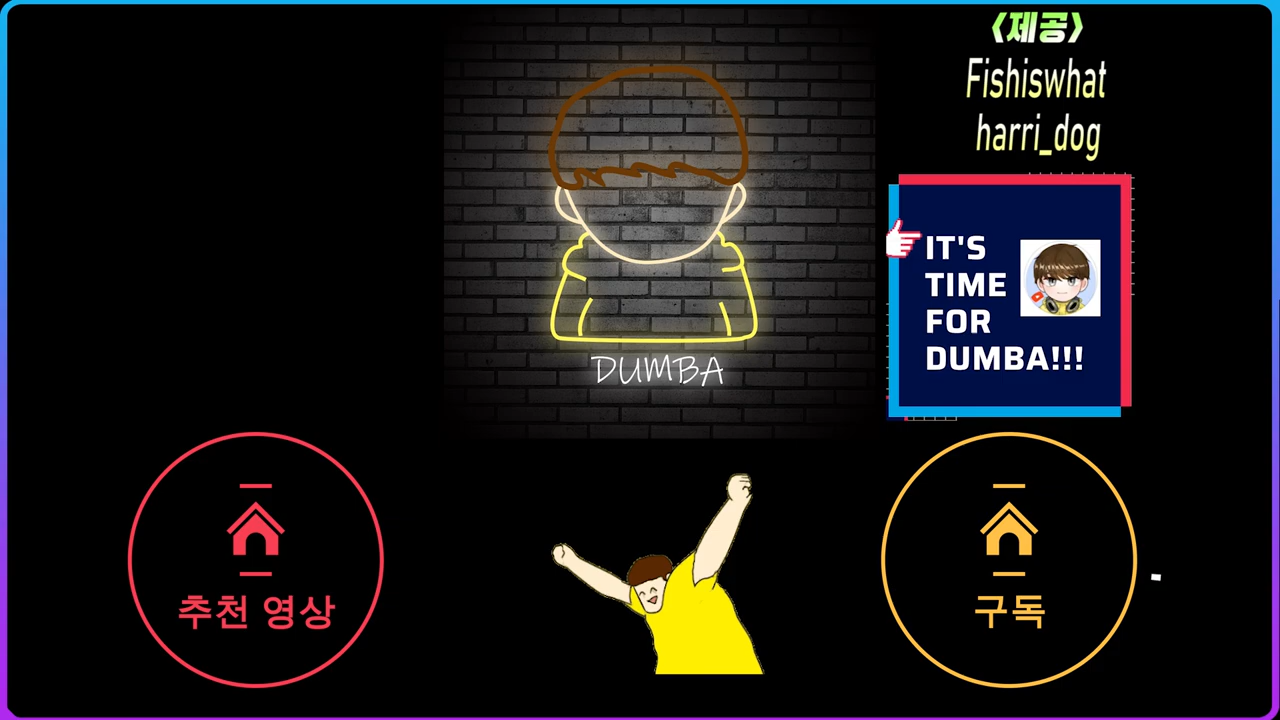 〈제공〉
Fishiswhat
harri_dog
DUMBA
IT'S
TIME
FOR
DUMBA!!!
추천 영상
구독